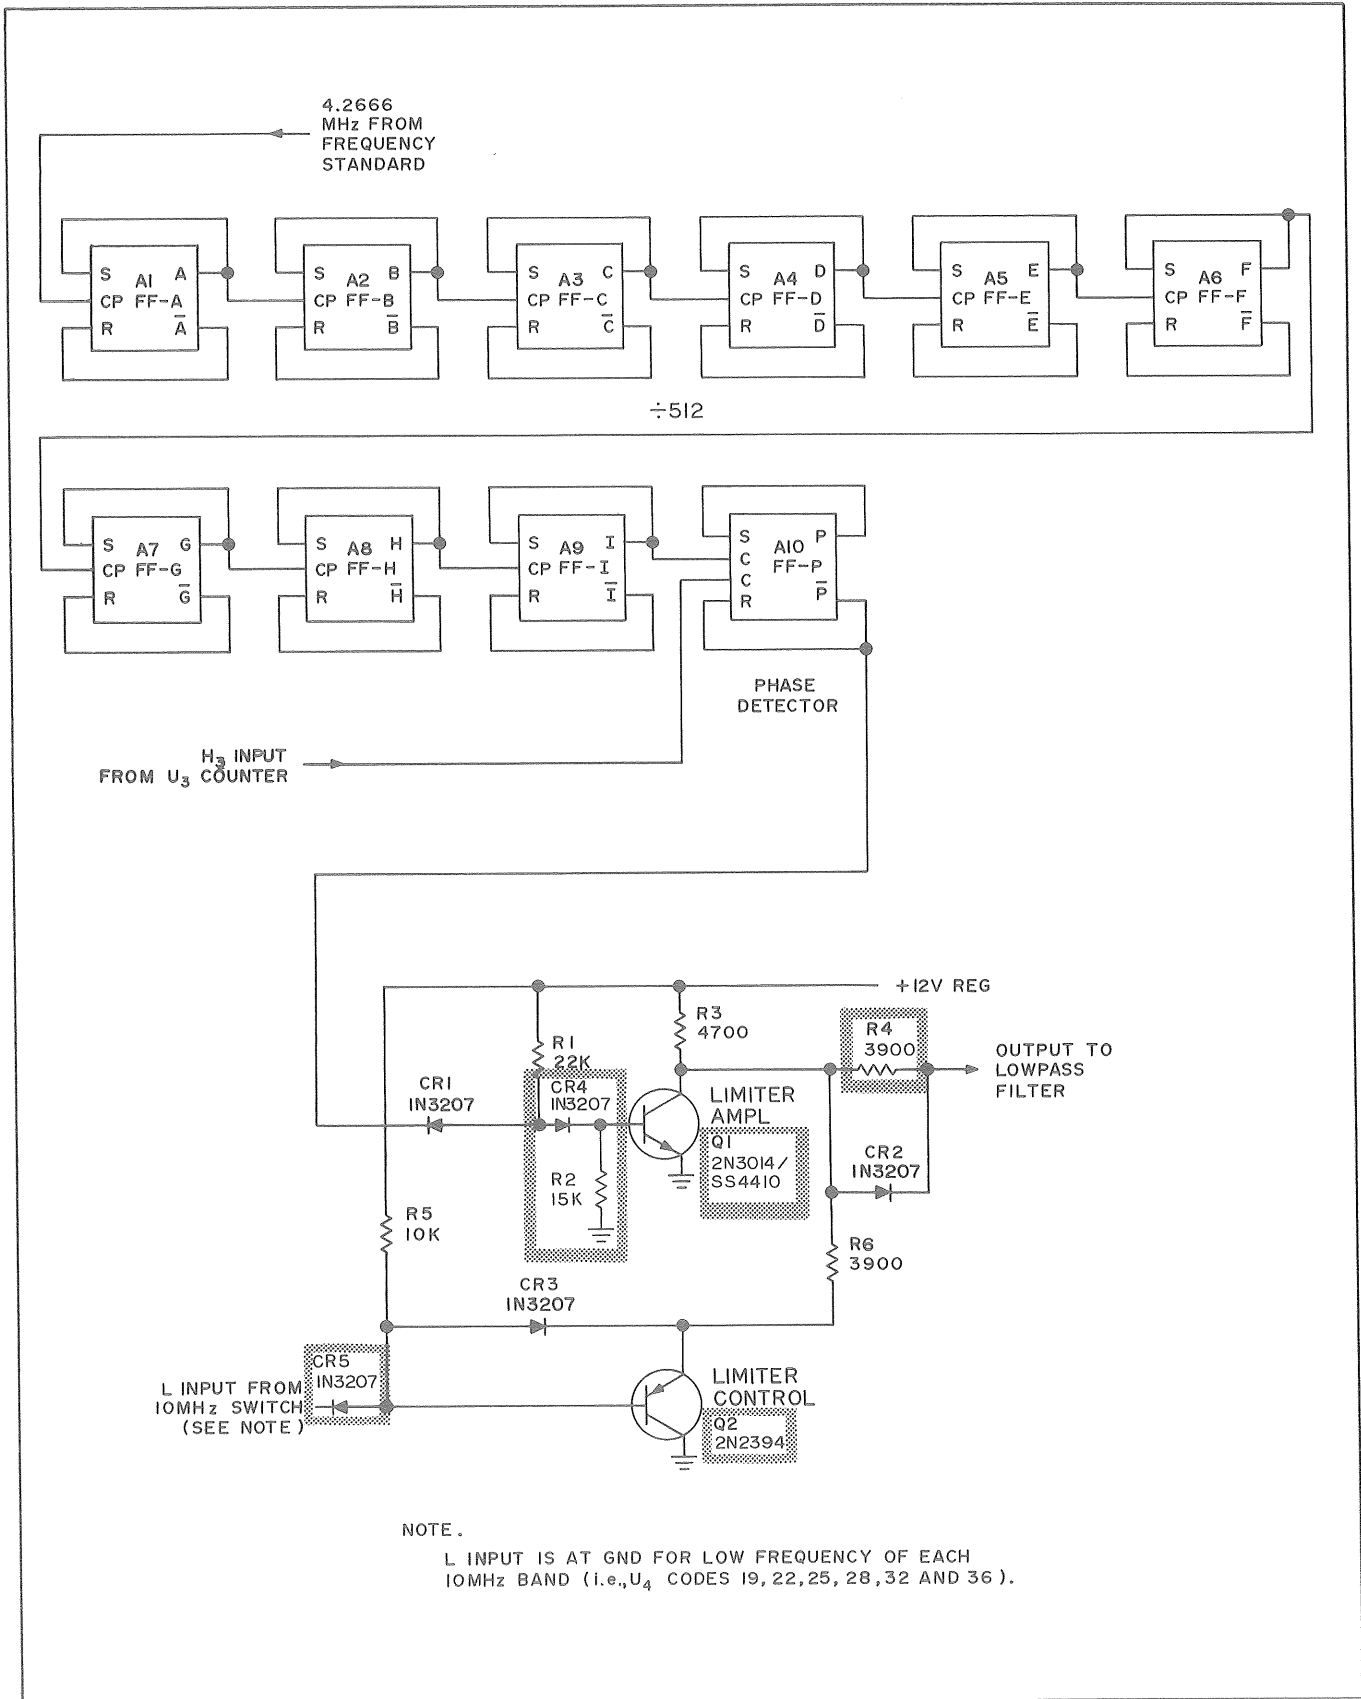 4.2666
MHz FROM
FREQUENCY
STANDARD
S A1 A
CP FF-A
R A̅
S A2 B
CP FF-B
R B̅
S A3 C
CP FF-C
R C̅
S A4 D
CP FF-D
R D̅
S A5 E
CP FF-E
R E̅
S A6 F
CP FF-F
R F̅
÷512
S A7 G
CP FF-G
R G̅
S A8 H
CP FF-H
R H̅
S A9 I
CP FF-I
R I̅
S A10 P
C FF-P
C
R P̅
PHASE
DETECTOR
H3 INPUT
FROM U3 COUNTER
+12V REG
R1
22K
R3
4700
R4
3900
OUTPUT TO
LOWPASS
FILTER
CR1
1N3207
CR4
1N3207
LIMITER
AMPL
Q1
2N3014/
SS4410
R2
15K
CR2
1N3207
R5
10K
R6
3900
CR3
1N3207
CR5
1N3207
L INPUT FROM
10MHz SWITCH
(SEE NOTE)
LIMITER
CONTROL
Q2
2N2394
NOTE.
L INPUT IS AT GND FOR LOW FREQUENCY OF EACH
10MHz BAND (i.e.,U4 CODES 19, 22, 25, 28, 32 AND 36).